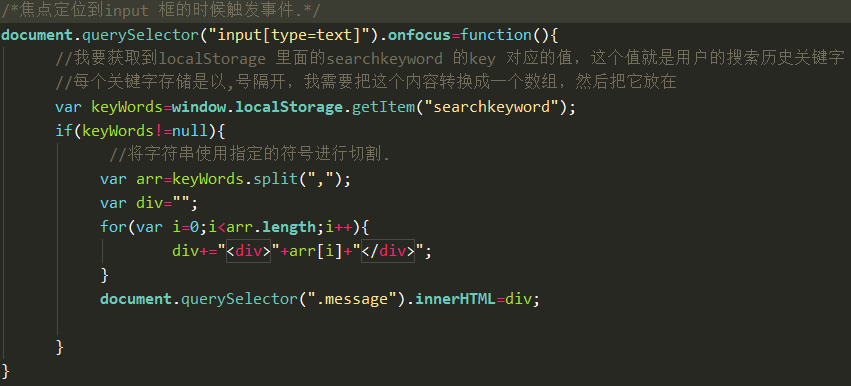 /*焦点定位到input 框的时候触发事件.*/
document.querySelector("input[type=text]").onfocus=function(){
//我要获取到localStorage 里面的searchkeyword 的key 对应的值，这个值就是用户的搜索历史关键字
//每个关键字存储是以,号隔开，我需要把这个内容转换成一个数组，然后把它放在
var keyWords=window.localStorage.getItem("searchkeyword");
if(keyWords!=null){
//将字符串使用指定的符号进行切割.
var arr=keyWords.split(",");
var div="";
for(var i=0;i<arr.length;i++){
div+="<div>"+arr[i]+"</div>";
}
document.querySelector(".message").innerHTML=div;
}
}